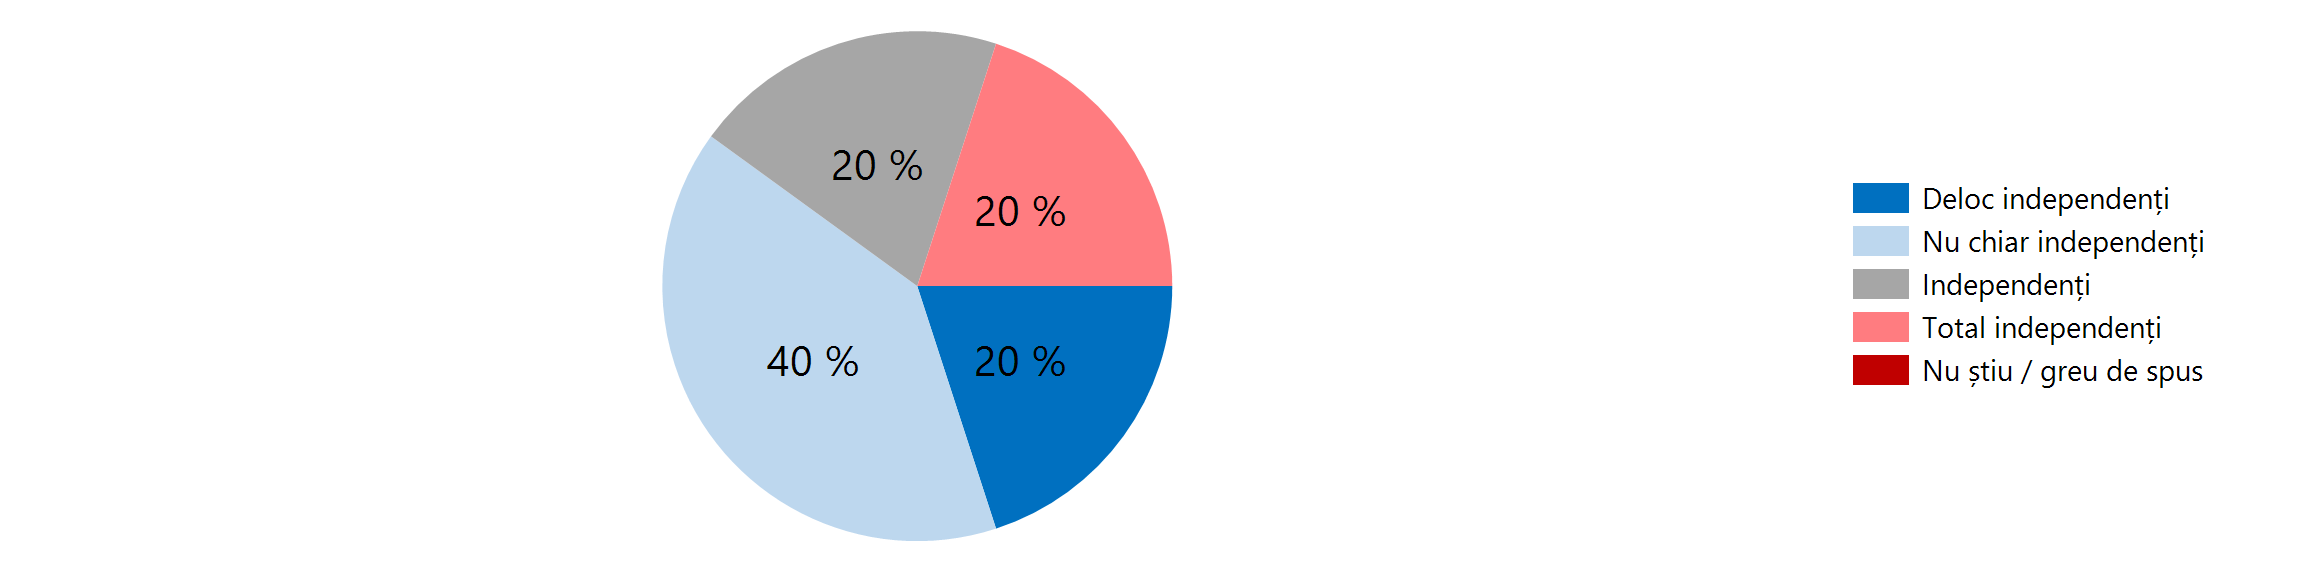 20 %
20 %
40 %
20 %
Deloc independenți
Nu chiar independenți
Independenți
Total independenți
Nu știu / greu de spus